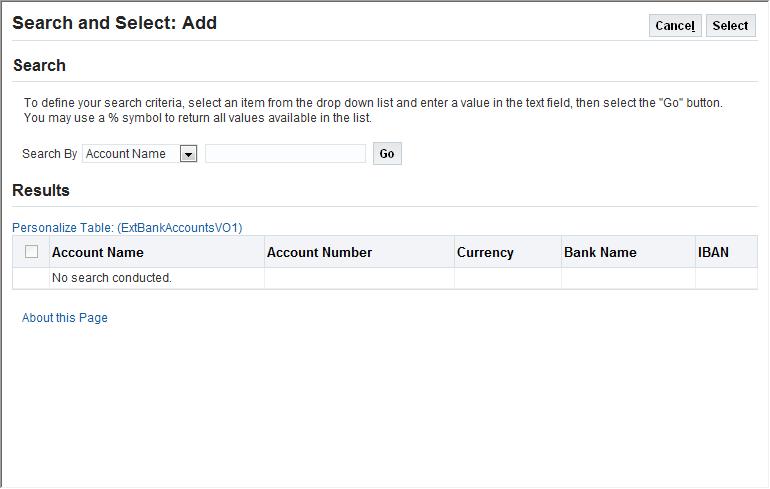 Search and Select: Add
Cancel Select
Search
To define your search criteria, select an item from the drop down list and enter a value in the text field, then select the "Go" button.
You may use a % symbol to return all values available in the list.
Search By Account Name Go
Results
Personalize Table: (ExtBankAccountsVO1)
Account Name Account Number Currency Bank Name IBAN
No search conducted.
About this Page